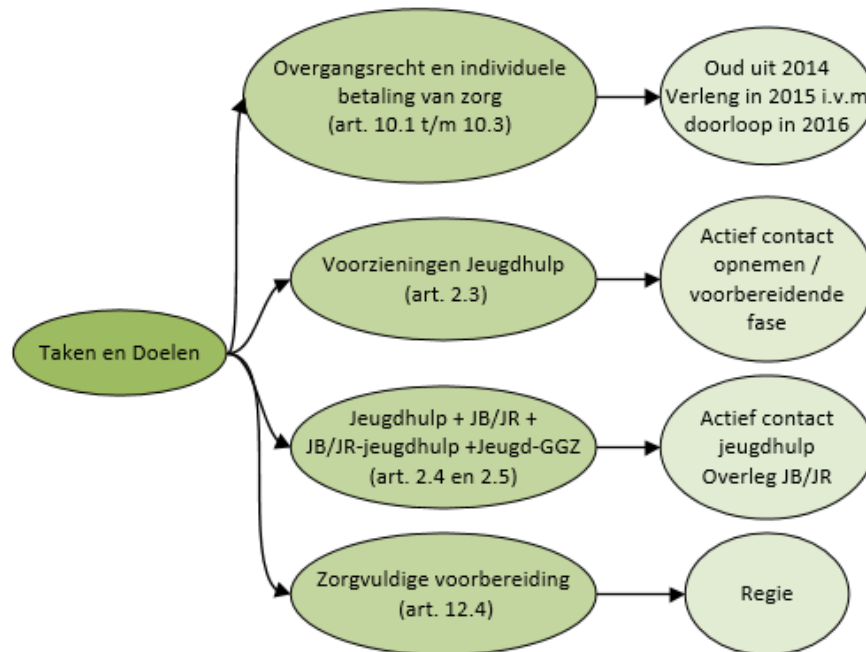 Overgangsrecht en individuele
betaling van zorg
(art. 10.1 t/m 10.3)
Oud uit 2014
Verleng in 2015 i.v.m
doorloop in 2016
Voorzieningen Jeugdhulp
(art. 2.3)
Actief contact
opnemen /
voorbereidende
fase
Taken en Doelen
Jeugdhulp + JB/JR +
JB/JR-jeugdhulp +Jeugd-GGZ
(art. 2.4 en 2.5)
Actief contact
jeugdhulp
Overleg JB/JR
Zorgvuldige voorbereiding
(art. 12.4)
Regie